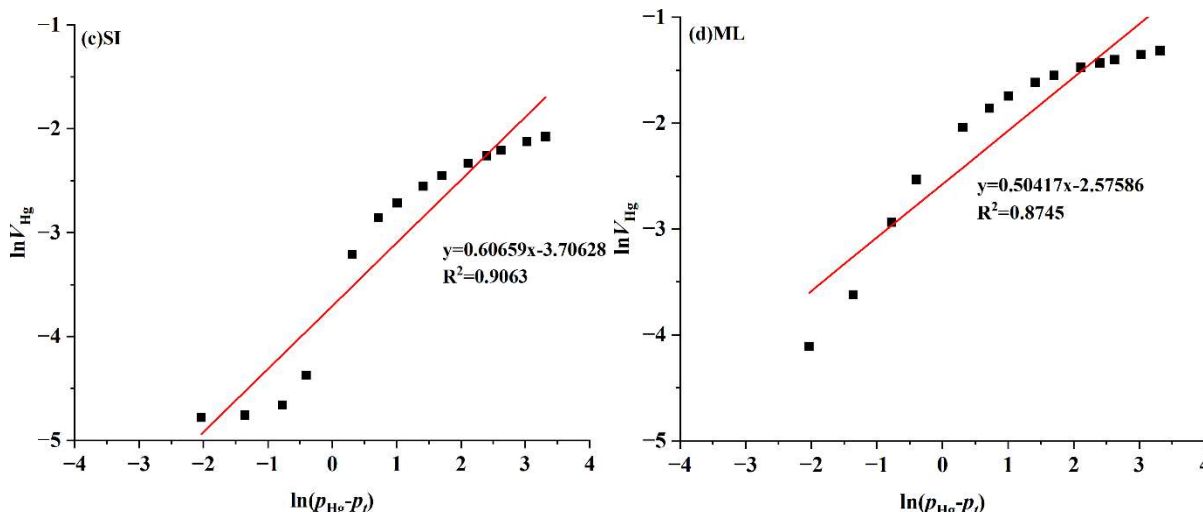 (c)SI
−1
−2
−3
−4
−5
lnV_Hg
y=0.60659x-3.70628
R²=0.9063
−4 −3 −2 −1 0 1 2 3 4
ln(p_Hg-p_t)
(d)ML
−1
−2
−3
−4
−5
lnV_Hg
y=0.50417x-2.57586
R²=0.8745
−4 −3 −2 −1 0 1 2 3 4
ln(p_Hg-p_t)